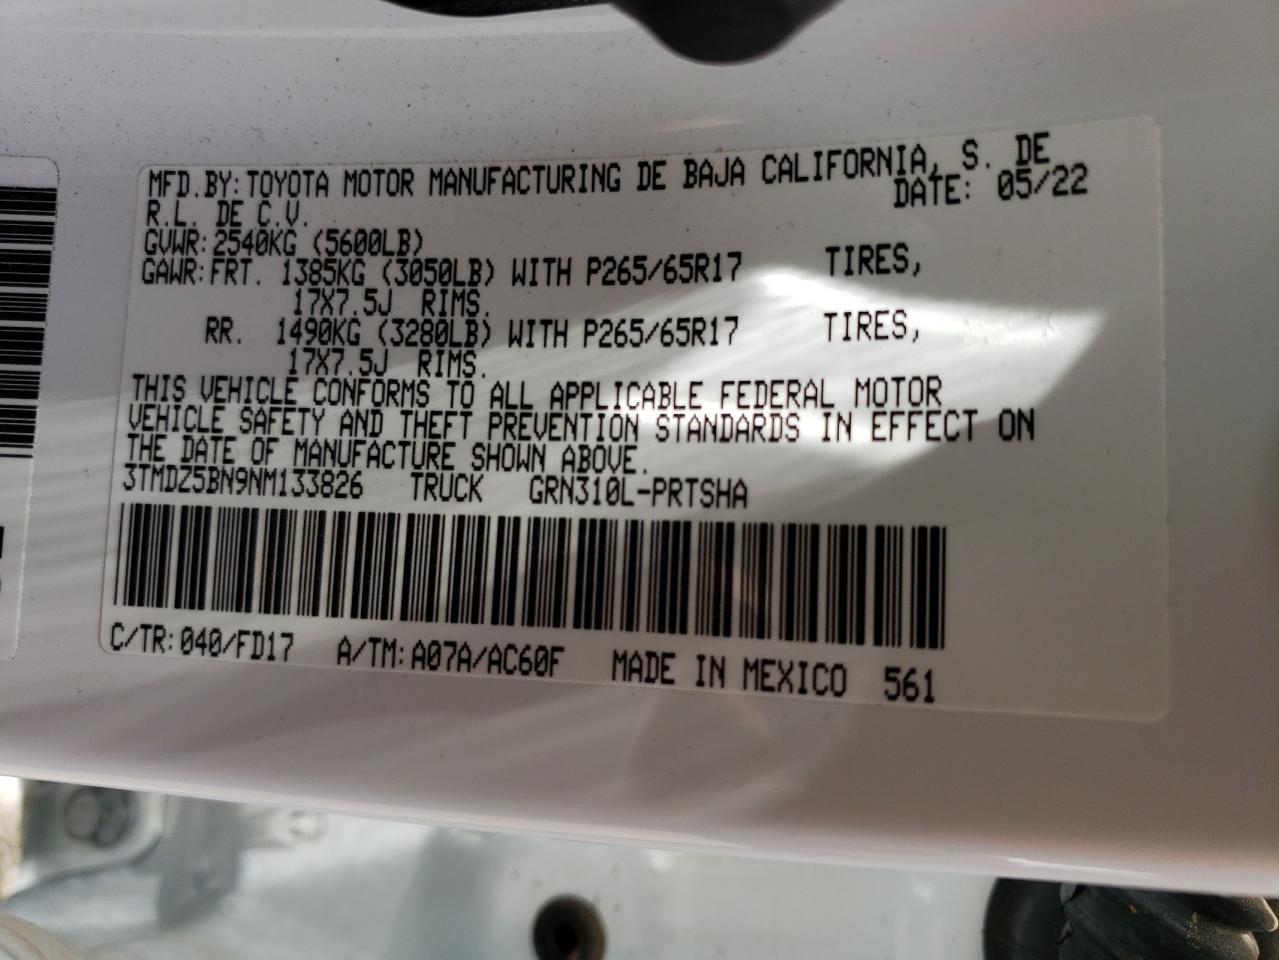 MFD.BY: TOYOTA MOTOR MANUFACTURING DE BAJA CALIFORNIA, S. DE
R.L. DE C.V. DATE: 05/22
GVWR: 2540KG (5600LB)
GAWR: FRT. 1385KG (3050LB) WITH P265/65R17 TIRES,
17X7.5J RIMS.
RR. 1490KG (3280LB) WITH P265/65R17 TIRES,
17X7.5J RIMS.
THIS VEHICLE CONFORMS TO ALL APPLICABLE FEDERAL MOTOR
VEHICLE SAFETY AND THEFT PREVENTION STANDARDS IN EFFECT ON
THE DATE OF MANUFACTURE SHOWN ABOVE.
3TMDZ5BN9NM133826 TRUCK GRN310L-PRTSHA
C/TR: 040/FD17 A/TM: A07A/AC60F MADE IN MEXICO 561